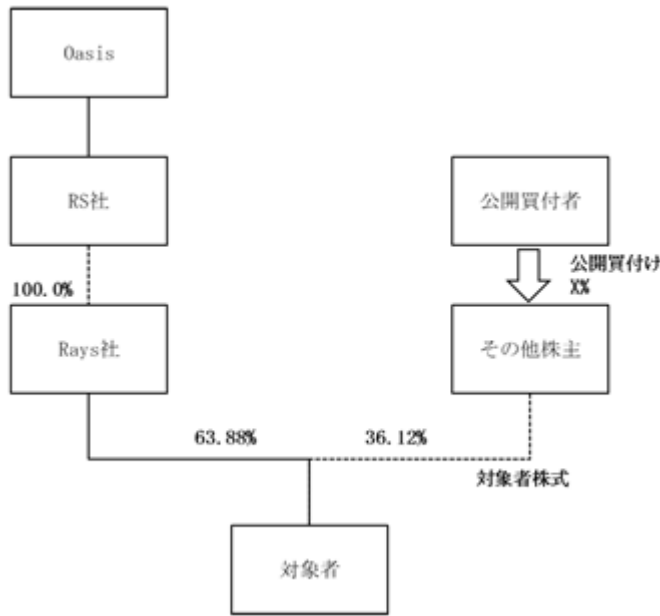 Oasis
RS社
公開買付者
100.0%
公開買付け
X%
Rays社
その他株主
63.88%
36.12%
対象者株式
対象者